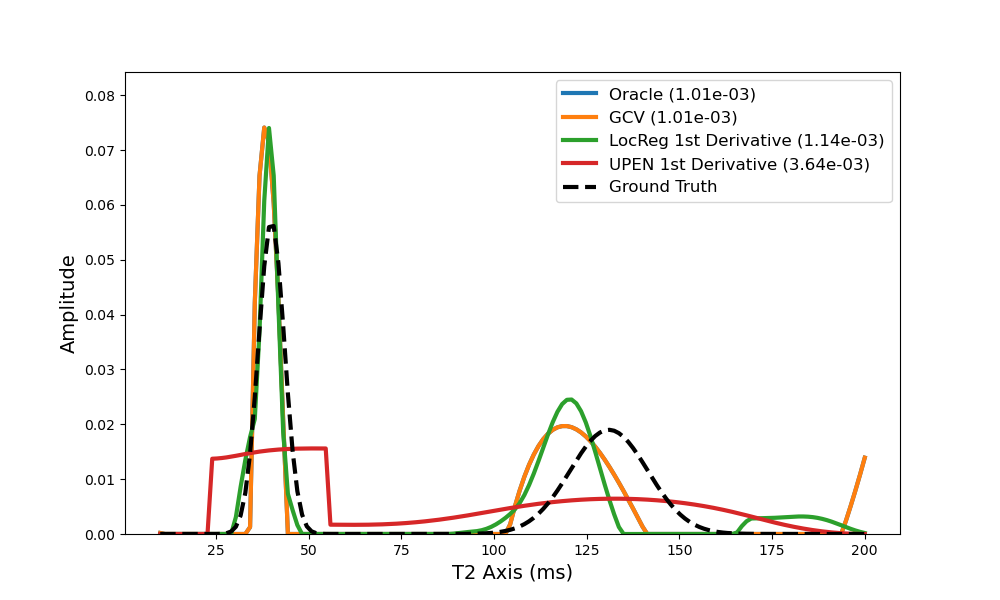 Oracle (1.01e-03)
GCV (1.01e-03)
LocReg 1st Derivative (1.14e-03)
UPEN 1st Derivative (3.64e-03)
Ground Truth
Amplitude
0.08
0.07
0.06
0.05
0.04
0.03
0.02
0.01
0.00
25 50 75 100 125 150 175 200
T2 Axis (ms)